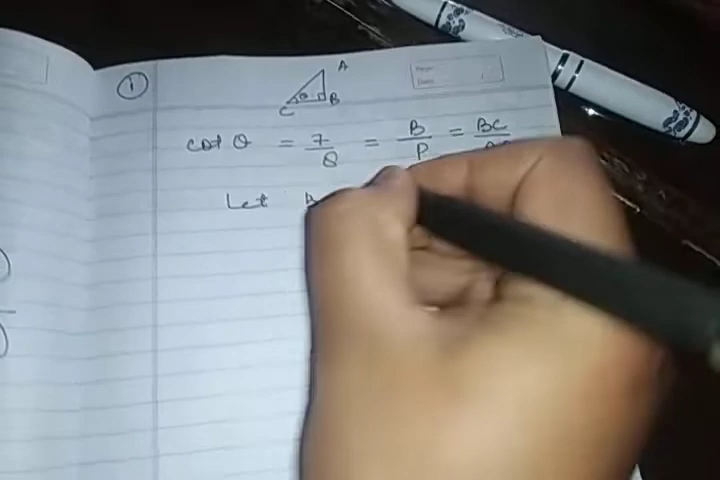 1
A
C θ B
cot θ = 7/8 = B/P = BC
Let